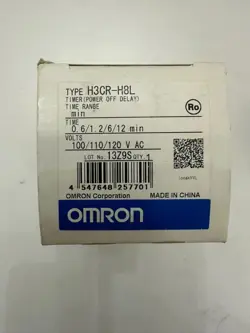 TYPE H3CR-H8L
TIMER(POWER OFF DELAY)
TIME RANGE
min
TIME
0.6/1.2/6/12 min
VOLTS
100/110/120 V AC
LOT No. 13Z9S QTY. 1
4 547648 257701
OMRON Corporation MADE IN CHINA
OMRON
Ro